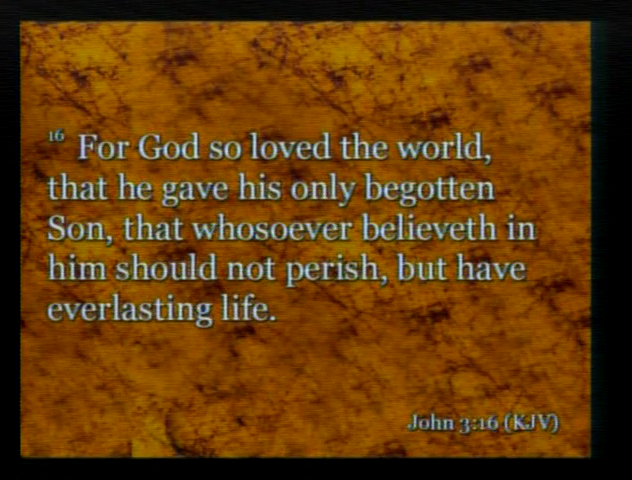 16 For God so loved the world,
that he gave his only begotten
Son, that whosoever believeth in
him should not perish, but have
everlasting life.
John 3:16 (KJV)